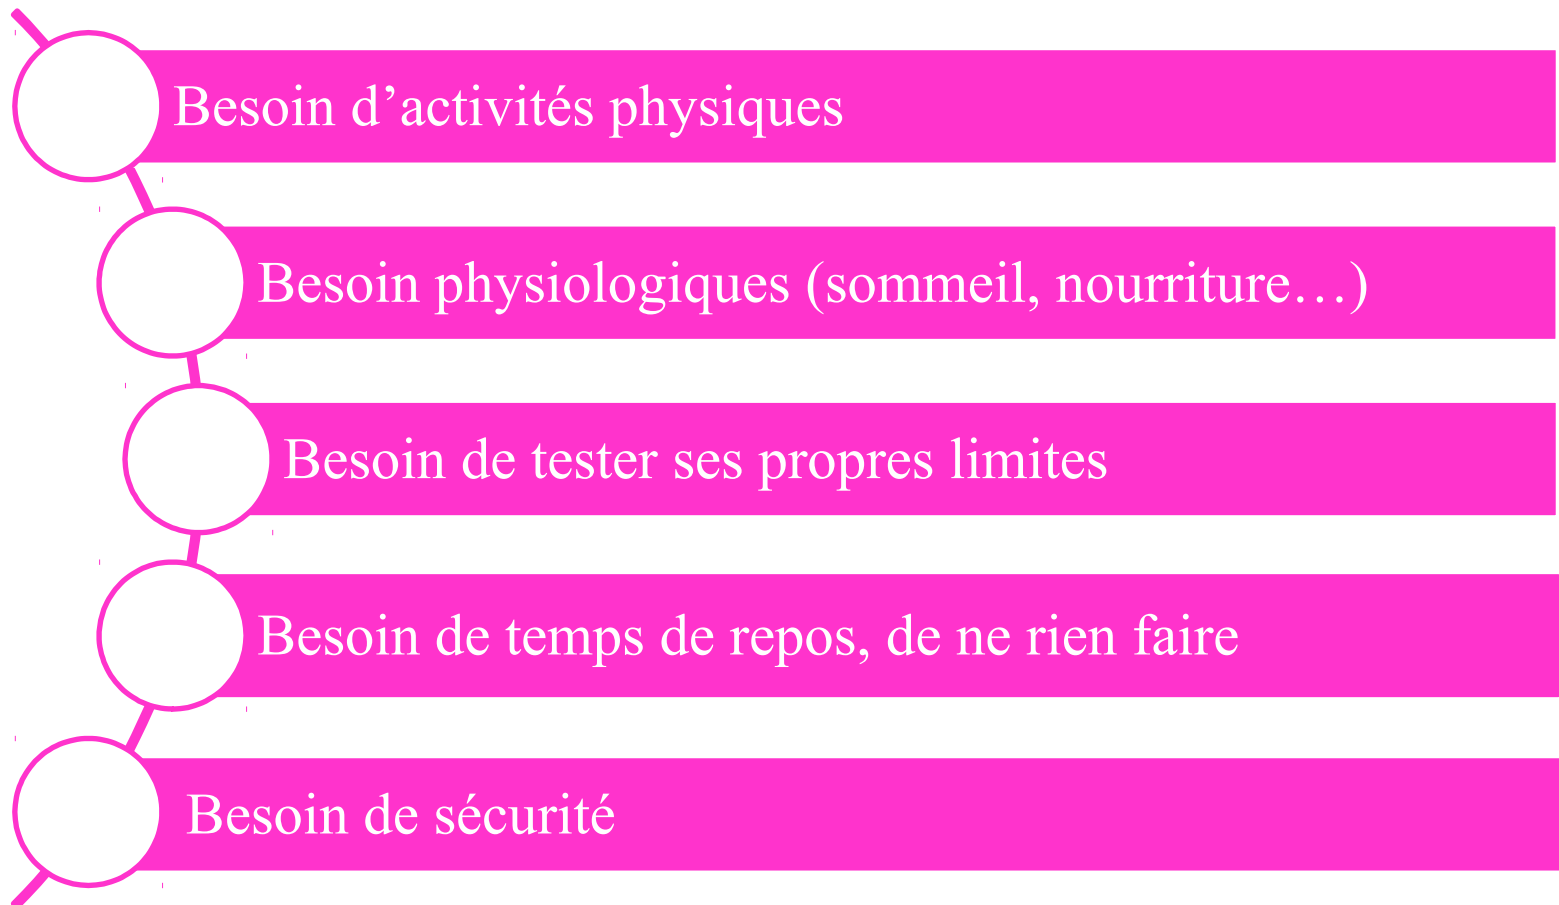 Besoin d’activités physiques
Besoin physiologiques (sommeil, nourriture…)
Besoin de tester ses propres limites
Besoin de temps de repos, de ne rien faire
Besoin de sécurité